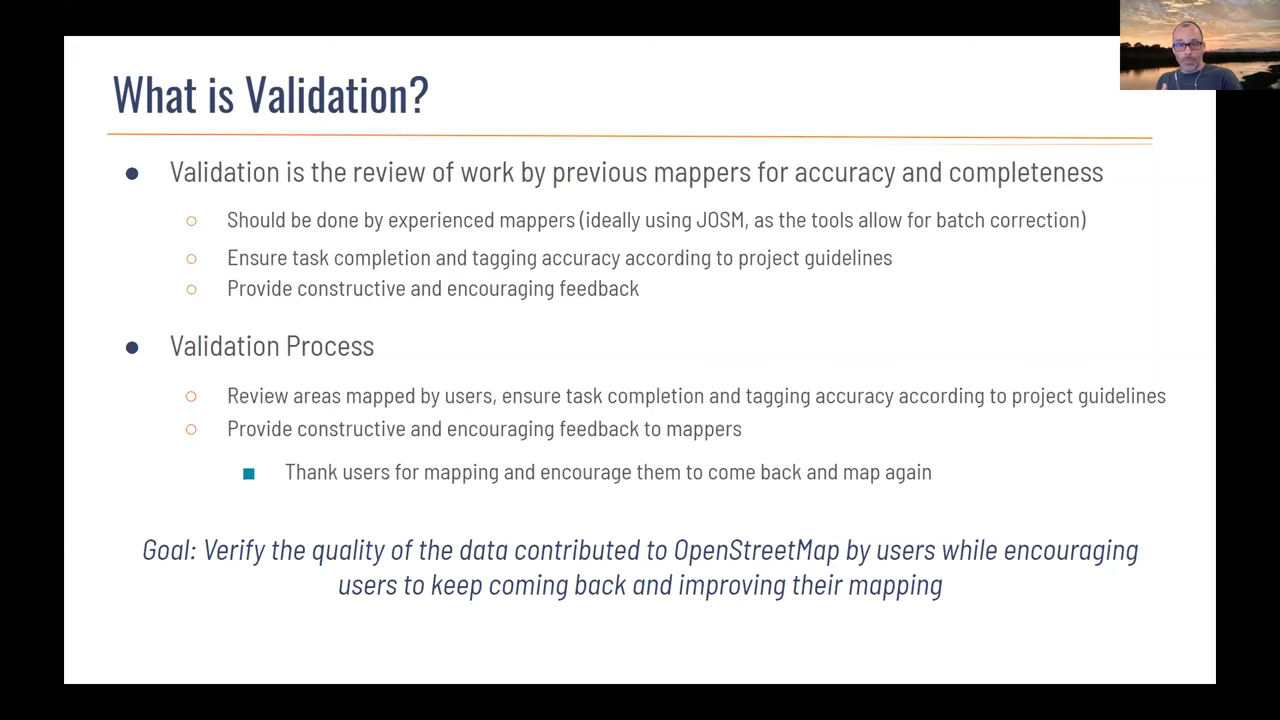 What is Validation?
Validation is the review of work by previous mappers for accuracy and completeness
Should be done by experienced mappers (ideally using JOSM, as the tools allow for batch correction)
Ensure task completion and tagging accuracy according to project guidelines
Provide constructive and encouraging feedback
Validation Process
Review areas mapped by users, ensure task completion and tagging accuracy according to project guidelines
Provide constructive and encouraging feedback to mappers
Thank users for mapping and encourage them to come back and map again
Goal: Verify the quality of the data contributed to OpenStreetMap by users while encouraging
users to keep coming back and improving their mapping